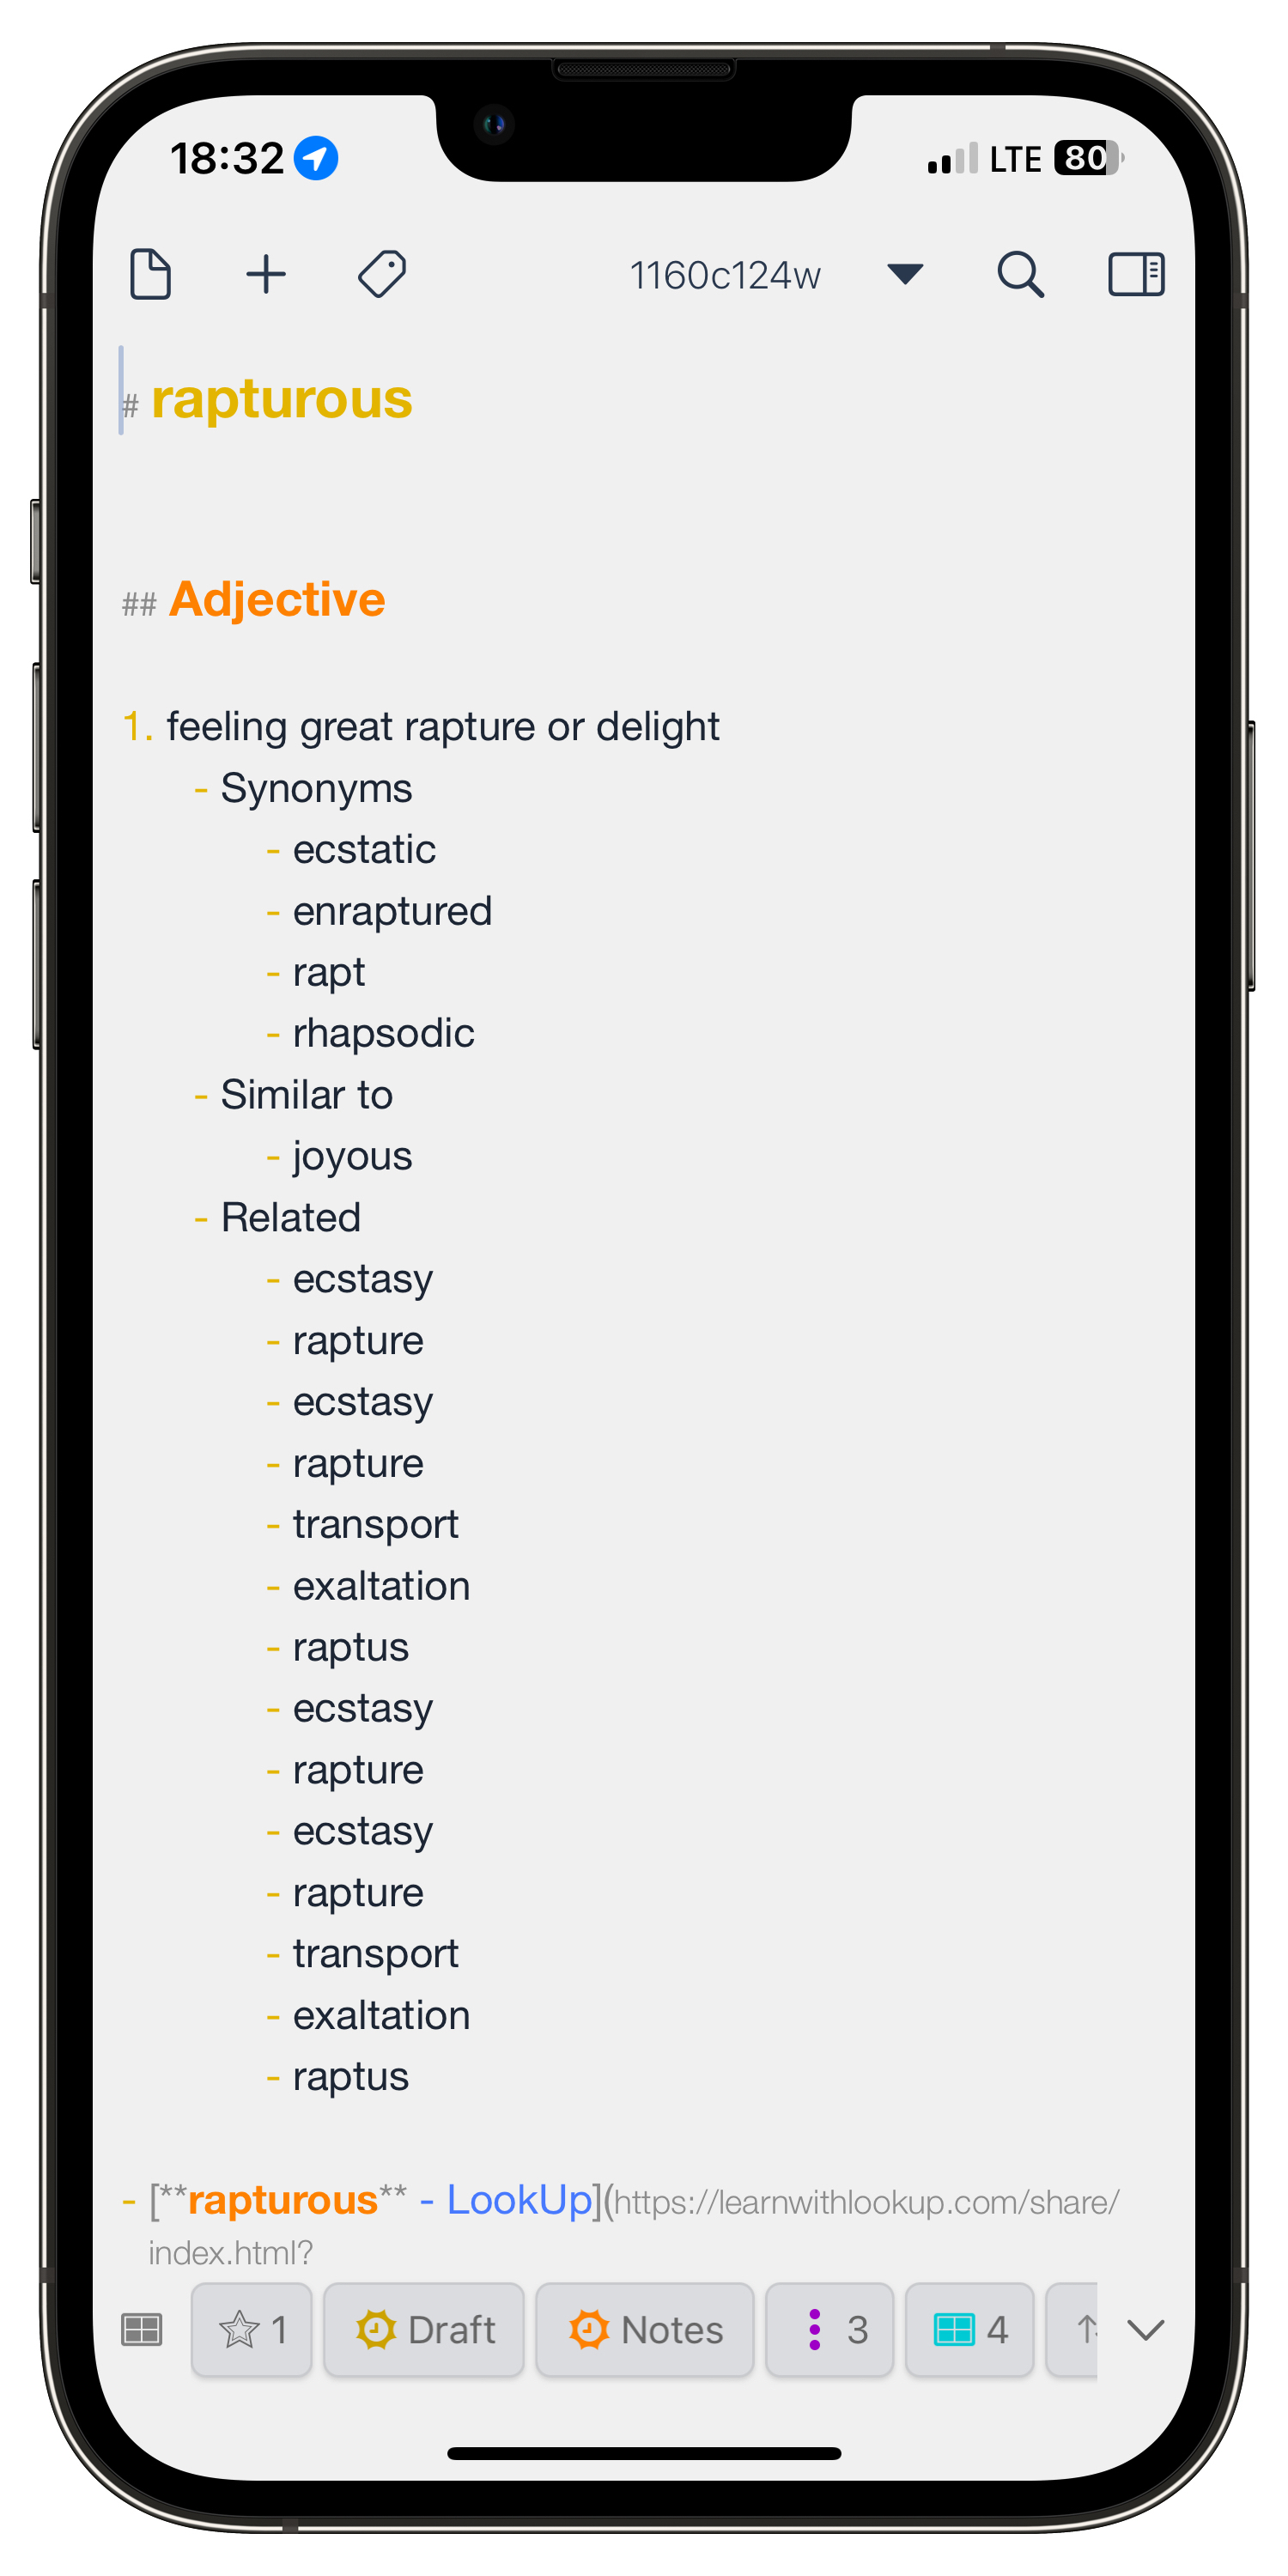 18:32 LTE 80
1160c124w
# rapturous
## Adjective
1. feeling great rapture or delight
- Synonyms
- ecstatic
- enraptured
- rapt
- rhapsodic
- Similar to
- joyous
- Related
- ecstasy
- rapture
- ecstasy
- rapture
- transport
- exaltation
- raptus
- ecstasy
- rapture
- ecstasy
- rapture
- transport
- exaltation
- raptus
- [**rapturous** - LookUp](https://learnwithlookup.com/share/
index.html?
1 Draft Notes 3 4